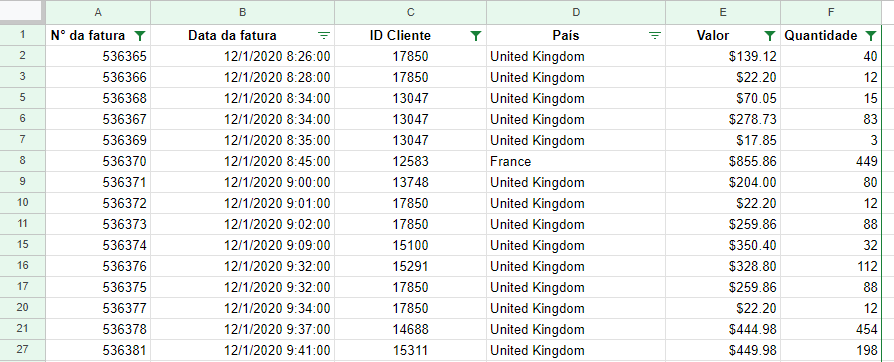 A B C D E F
1 N° da fatura Data da fatura ID Cliente País Valor Quantidade
2 536365 12/1/2020 8:26:00 17850 United Kingdom $139.12 40
3 536366 12/1/2020 8:28:00 17850 United Kingdom $22.20 12
5 536368 12/1/2020 8:34:00 13047 United Kingdom $70.05 15
6 536367 12/1/2020 8:34:00 13047 United Kingdom $278.73 83
7 536369 12/1/2020 8:35:00 13047 United Kingdom $17.85 3
8 536370 12/1/2020 8:45:00 12583 France $855.86 449
9 536371 12/1/2020 9:00:00 13748 United Kingdom $204.00 80
10 536372 12/1/2020 9:01:00 17850 United Kingdom $22.20 12
11 536373 12/1/2020 9:02:00 17850 United Kingdom $259.86 88
15 536374 12/1/2020 9:09:00 15100 United Kingdom $350.40 32
16 536376 12/1/2020 9:32:00 15291 United Kingdom $328.80 112
17 536375 12/1/2020 9:32:00 17850 United Kingdom $259.86 88
20 536377 12/1/2020 9:34:00 17850 United Kingdom $22.20 12
21 536378 12/1/2020 9:37:00 14688 United Kingdom $444.98 454
27 536381 12/1/2020 9:41:00 15311 United Kingdom $449.98 198